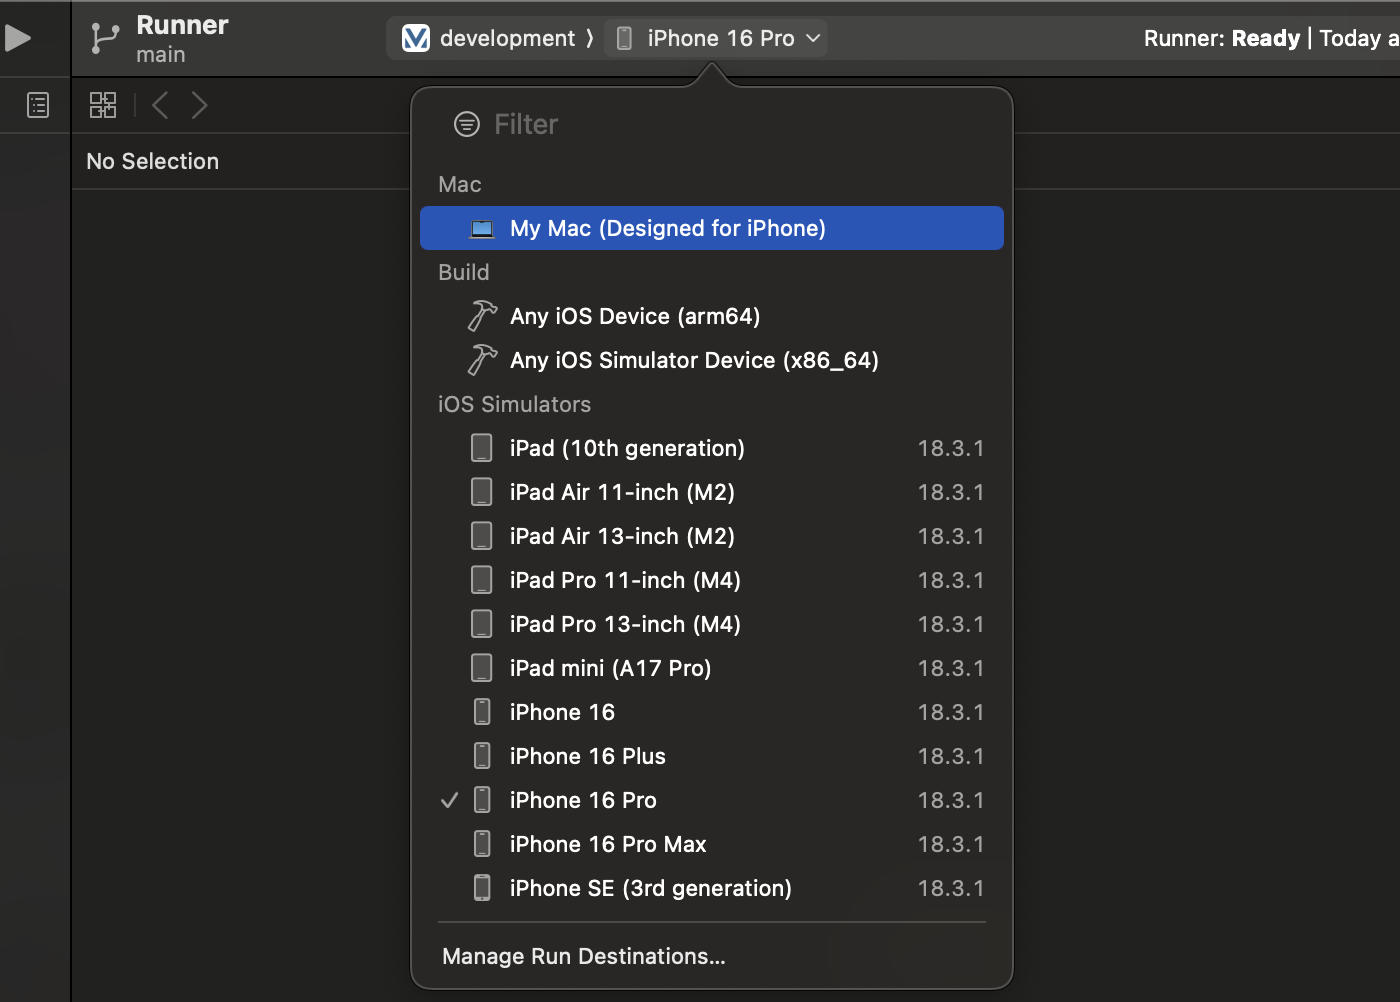 Runner
main
development ⟩ iPhone 16 Pro
Runner: Ready | Today a
No Selection
Filter
Mac
My Mac (Designed for iPhone)
Build
Any iOS Device (arm64)
Any iOS Simulator Device (x86_64)
iOS Simulators
iPad (10th generation) 18.3.1
iPad Air 11-inch (M2) 18.3.1
iPad Air 13-inch (M2) 18.3.1
iPad Pro 11-inch (M4) 18.3.1
iPad Pro 13-inch (M4) 18.3.1
iPad mini (A17 Pro) 18.3.1
iPhone 16 18.3.1
iPhone 16 Plus 18.3.1
iPhone 16 Pro 18.3.1
iPhone 16 Pro Max 18.3.1
iPhone SE (3rd generation) 18.3.1
Manage Run Destinations...